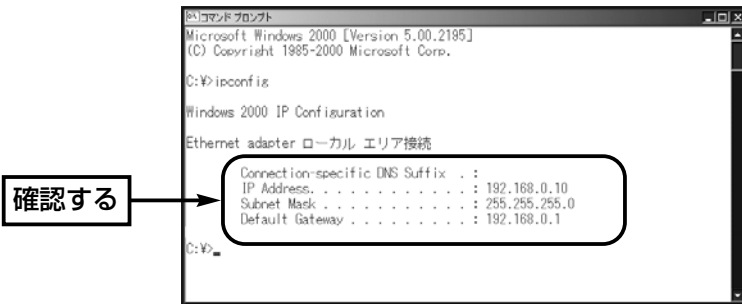 コマンド プロンプト
Microsoft Windows 2000 [Version 5.00.2195]
(C) Copyright 1985-2000 Microsoft Corp.
C:¥>ipconfig
Windows 2000 IP Configuration
Ethernet adapter ローカル エリア接続
Connection-specific DNS Suffix . :
IP Address. . . . . . . . . . . . : 192.168.0.10
Subnet Mask . . . . . . . . . . . : 255.255.255.0
Default Gateway . . . . . . . . . : 192.168.0.1
確認する
C:¥>_